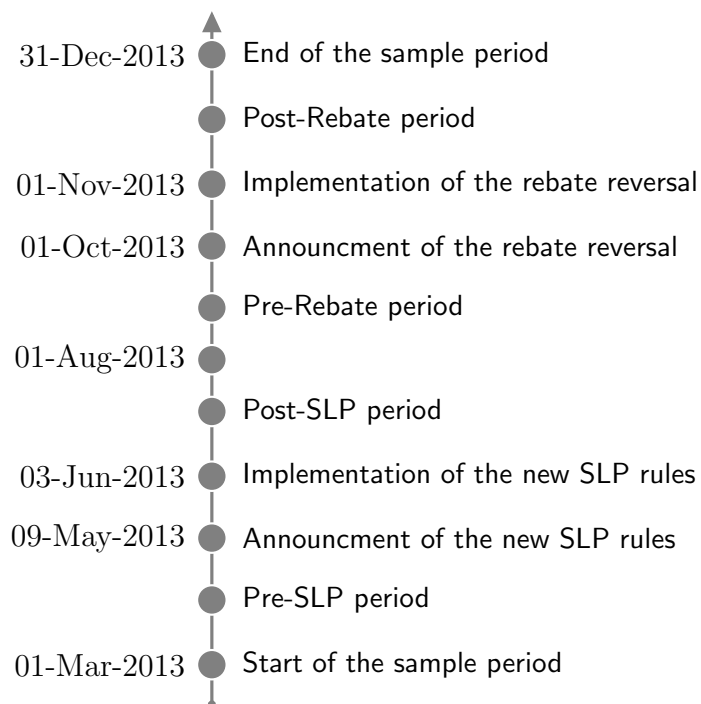 31-Dec-2013 End of the sample period
Post-Rebate period
01-Nov-2013 Implementation of the rebate reversal
01-Oct-2013 Announcment of the rebate reversal
Pre-Rebate period
01-Aug-2013
Post-SLP period
03-Jun-2013 Implementation of the new SLP rules
09-May-2013 Announcment of the new SLP rules
Pre-SLP period
01-Mar-2013 Start of the sample period